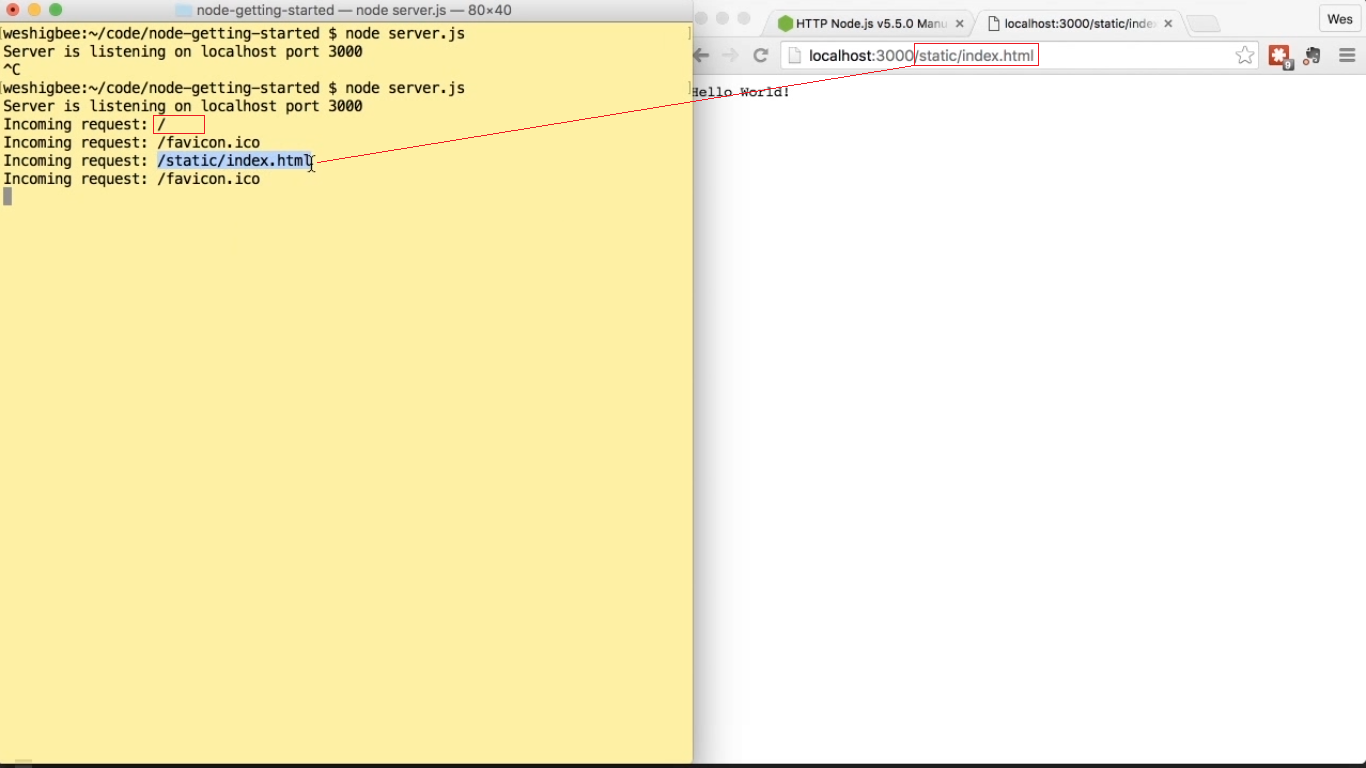 node-getting-started — node server.js — 80×40
[weshigbee:~/code/node-getting-started $ node server.js ]
Server is listening on localhost port 3000
^C
[weshigbee:~/code/node-getting-started $ node server.js ]
Server is listening on localhost port 3000
Incoming request: /
Incoming request: /favicon.ico
Incoming request: /static/index.html
Incoming request: /favicon.ico
HTTP Node.js v5.5.0 Manu
localhost:3000/static/inde
Wes
localhost:3000/static/index.html
9
Hello World!